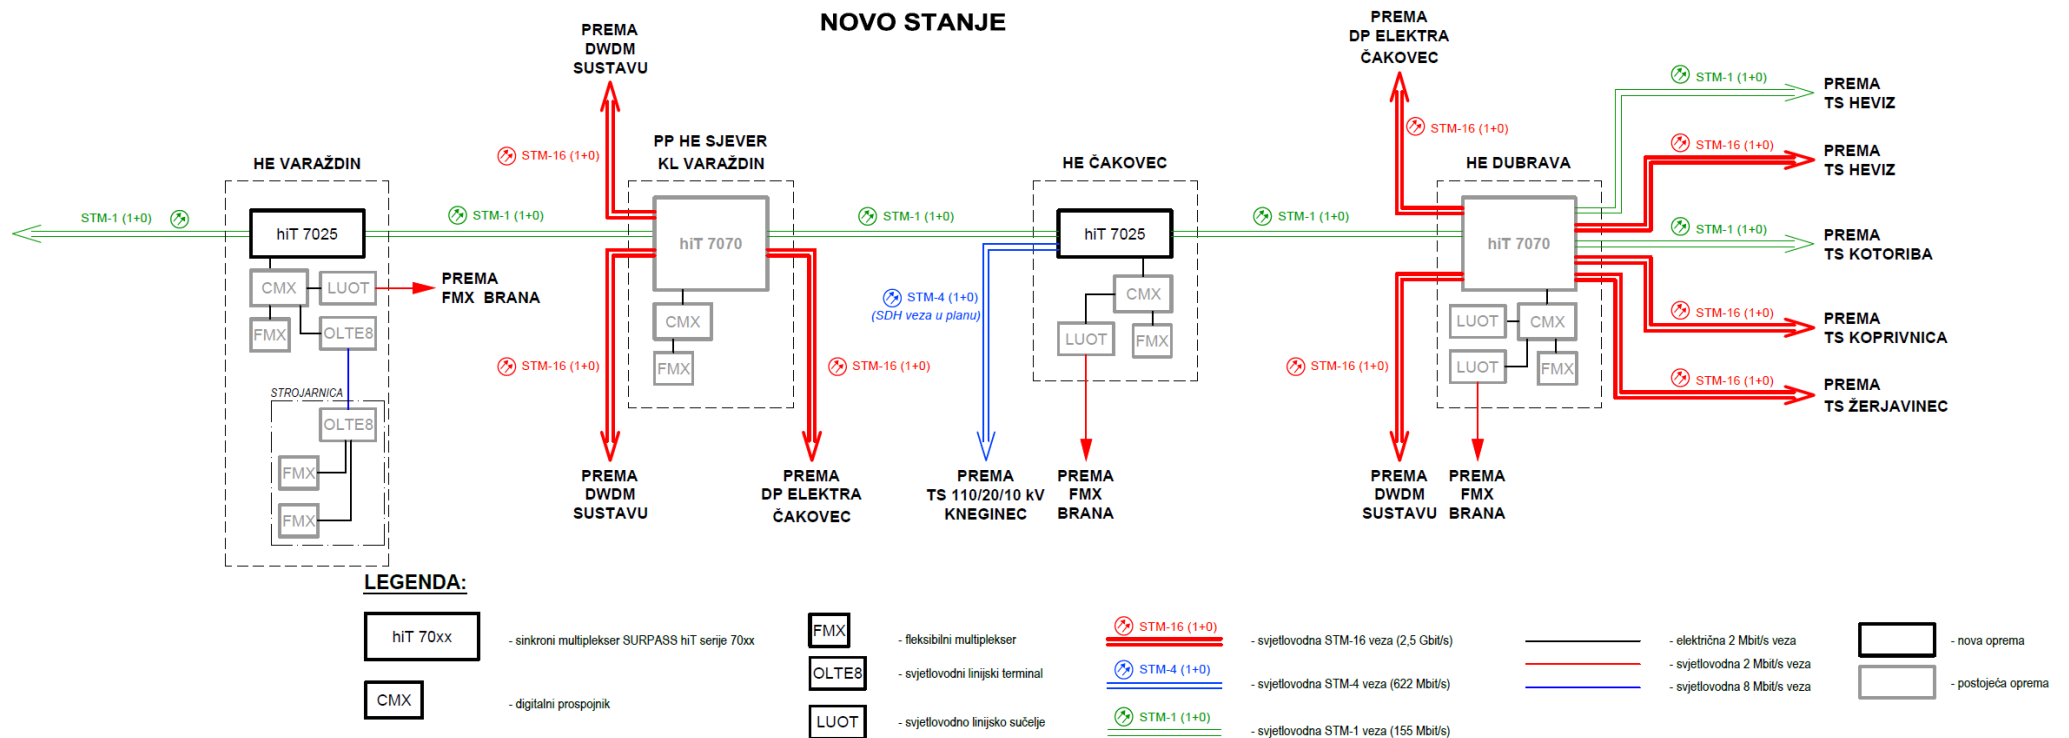 NOVO STANJE
PREMA
DWDM
SUSTAVU
PREMA
DP ELEKTRA
ČAKOVEC
STM-1 (1+0)
PREMA
TS HEVIZ
STM-16 (1+0)
STM-16 (1+0)
PREMA
TS HEVIZ
STM-16 (1+0)
PP HE SJEVER
KL VARAŽDIN
HE VARAŽDIN
HE ČAKOVEC
HE DUBRAVA
STM-1 (1+0)
hiT 7025
STM-1 (1+0)
hiT 7070
STM-1 (1+0)
hiT 7025
STM-1 (1+0)
hiT 7070
STM-1 (1+0)
PREMA
TS KOTORIBA
CMX
LUOT
PREMA
FMX BRANA
FMX
OLTE8
STROJARNICA
OLTE8
FMX
FMX
CMX
FMX
STM-16 (1+0)
STM-16 (1+0)
PREMA
DWDM
SUSTAVU
PREMA
DP ELEKTRA
ČAKOVEC
STM-4 (1+0)
(SDH veza u planu)
CMX
LUOT
FMX
PREMA
TS 110/20/10 kV
KNEGINEC
PREMA
FMX
BRANA
LUOT
CMX
LUOT
FMX
STM-16 (1+0)
PREMA
DWDM
SUSTAVU
PREMA
FMX
BRANA
STM-16 (1+0)
PREMA
TS KOPRIVNICA
STM-16 (1+0)
PREMA
TS ŽERJAVINEC
LEGENDA:
hiT 70xx
- sinkroni multiplekser SURPASS hiT serije 70xx
CMX
- digitalni prospojnik
FMX
- fleksibilni multiplekser
OLTE8
- svjetlovodni linijski terminal
LUOT
- svjetlovodno linijsko sučelje
STM-16 (1+0)
- svjetlovodna STM-16 veza (2,5 Gbit/s)
STM-4 (1+0)
- svjetlovodna STM-4 veza (622 Mbit/s)
STM-1 (1+0)
- svjetlovodna STM-1 veza (155 Mbit/s)
- električna 2 Mbit/s veza
- svjetlovodna 2 Mbit/s veza
- svjetlovodna 8 Mbit/s veza
- nova oprema
- postojeća oprema